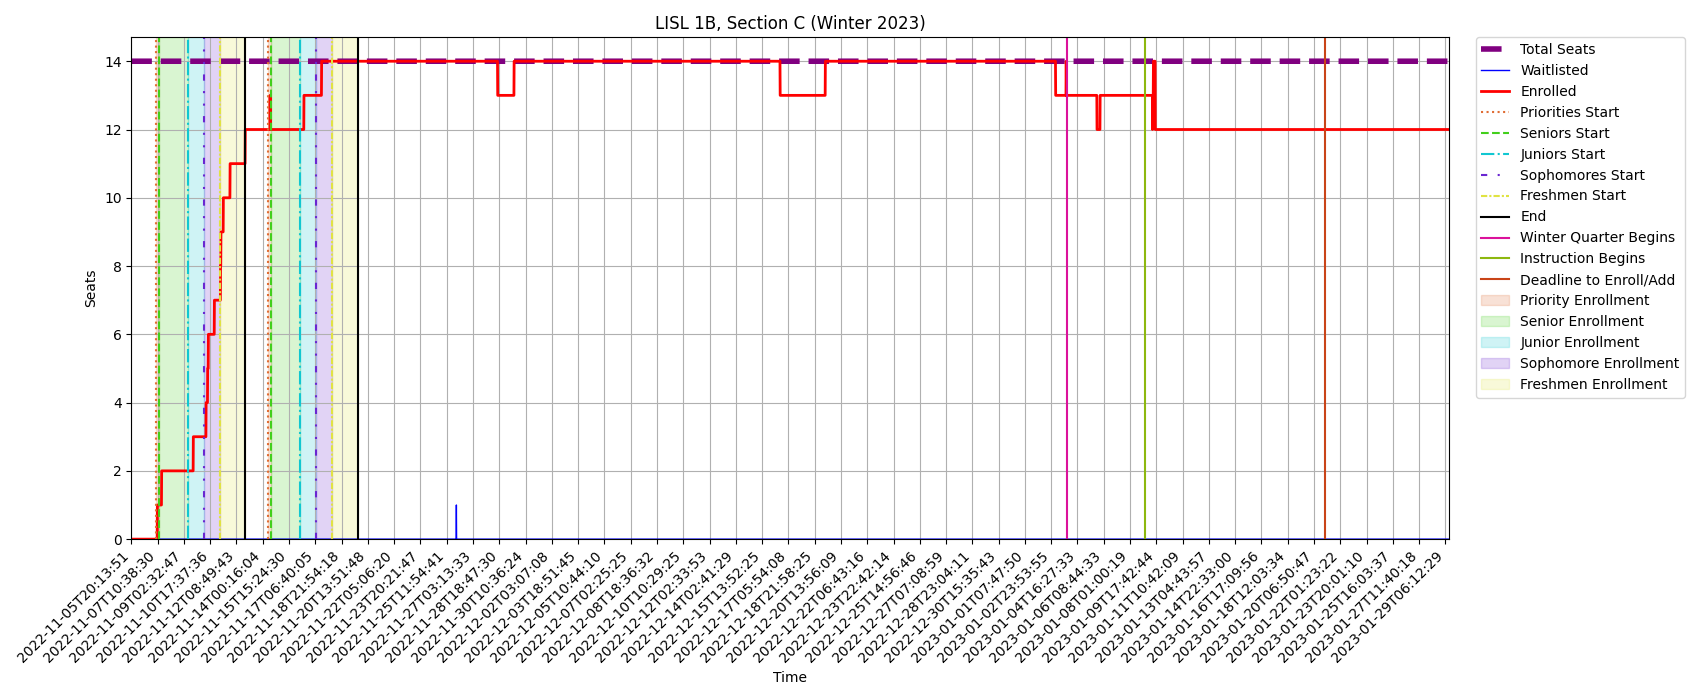 LISL 1B, Section C (Winter 2023)
Seats
14
12
10
8
6
4
2
0
2022-11-05T20:13:51
2022-11-07T10:38:30
2022-11-09T02:32:47
2022-11-10T17:37:36
2022-11-12T08:49:43
2022-11-14T00:16:04
2022-11-15T15:24:30
2022-11-17T06:40:05
2022-11-18T21:54:18
2022-11-20T13:51:48
2022-11-22T05:06:20
2022-11-23T20:21:47
2022-11-25T11:54:41
2022-11-27T03:13:33
2022-11-28T18:47:30
2022-11-30T10:36:24
2022-12-02T03:07:08
2022-12-03T18:51:45
2022-12-05T10:44:10
2022-12-07T02:25:25
2022-12-08T18:36:32
2022-12-10T10:29:25
2022-12-12T02:33:53
2022-12-14T02:41:29
2022-12-15T13:52:25
2022-12-17T05:54:08
2022-12-18T21:58:25
2022-12-20T13:56:09
2022-12-22T06:43:16
2022-12-23T22:42:14
2022-12-25T14:56:46
2022-12-27T07:08:59
2022-12-28T23:04:11
2022-12-30T15:35:43
2023-01-01T07:47:50
2023-01-02T23:53:55
2023-01-04T16:27:33
2023-01-06T08:44:33
2023-01-08T01:00:19
2023-01-09T17:42:44
2023-01-11T10:42:09
2023-01-13T04:43:57
2023-01-14T22:33:00
2023-01-16T17:09:56
2023-01-18T12:03:34
2023-01-20T06:50:47
2023-01-22T01:23:22
2023-01-23T20:01:10
2023-01-25T16:03:37
2023-01-27T11:40:18
2023-01-29T06:12:29
Time
Total Seats
Waitlisted
Enrolled
Priorities Start
Seniors Start
Juniors Start
Sophomores Start
Freshmen Start
End
Winter Quarter Begins
Instruction Begins
Deadline to Enroll/Add
Priority Enrollment
Senior Enrollment
Junior Enrollment
Sophomore Enrollment
Freshmen Enrollment